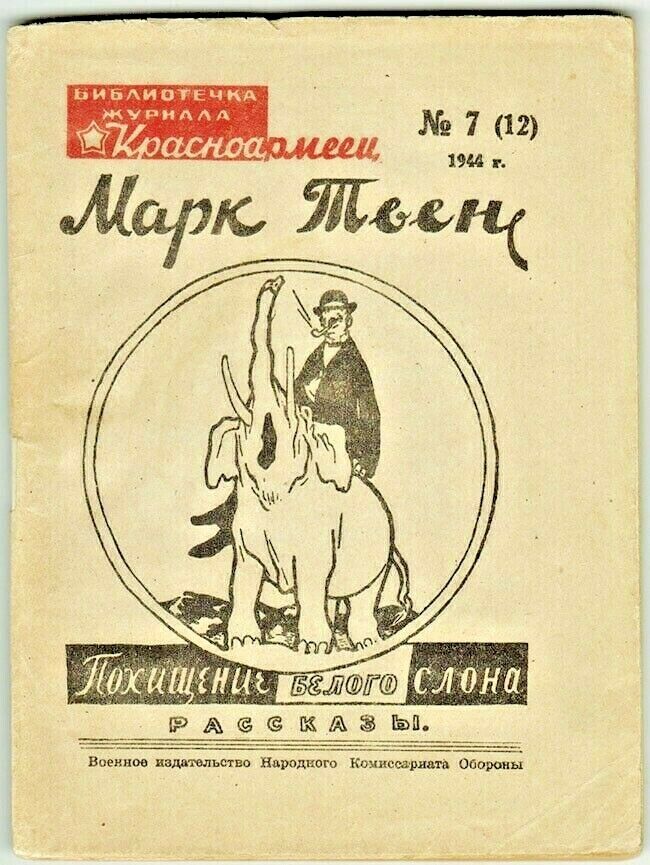 БИБЛИОТЕЧКА
ЖУРНАЛА
Красноармеец
№ 7 (12)
1944 г.
Марк Твен
Похищение БЕЛОГО слона
РАССКАЗЫ.
Военное издательство Народного Комиссариата Обороны